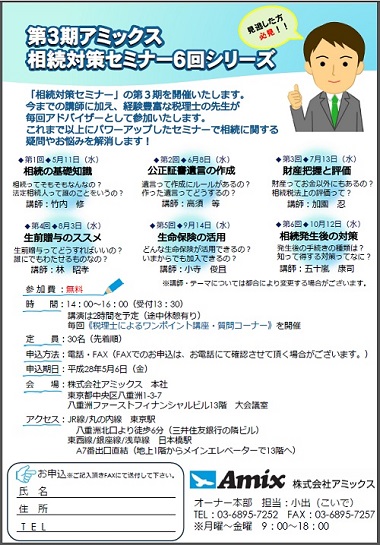 見逃した方
必見!!
第3期アミックス
相続対策セミナー6回シリーズ
「相続対策セミナー」の第3期を開催いたします。
今までの講師に加え、経験豊富な税理士の先生が
毎回アドバイザーとして参加いたします。
これまで以上にパワーアップしたセミナーで相続に関する
疑問やお悩みを解消します!
◆第1回◆5月11日(水)
相続の基礎知識
相続ってそもそもなんなの?
法定相続人って誰のことをいうの?
講師:竹内 修
◆第2回◆6月8日(水)
公正証書遺言の作成
遺言って作成にルールがあるの?
作った遺言ってどうするの?
講師:高須 等
◆第3回◆7月13日(水)
財産把握と評価
財産ってお金以外にもあるの?
相続税法上の評価って?
講師:加園 忍
◆第4回◆8月3日(水)
生前贈与のススメ
生前贈与ってどうすればいいの?
誰にでもわたせるものなの?
講師:林 昭孝
◆第5回◆9月14日(水)
生命保険の活用
どんな生命保険が活用できるの?
いまからでも加入できるの?
講師:小寺 俊且
◆第6回◆10月12日(水)
相続発生後の対策
発生後の手続きの種類は?
知って得する対策ってなに?
講師:五十嵐 康司
※講師・テーマについては都合により変更する場合がございます。
参加費:無料
時 間:14:00~16:00(受付13:30)
講演は2時間を予定(途中休憩有り)
毎回《税理士によるワンポイント講座・質問コーナー》を開催
定 員:30名(先着順)
申込方法:電話・FAX(FAXでのお申込は、お電話にて確認させて頂く場合がございます。)
申込期日:平成28年5月6日(金)
会 場:株式会社アミックス 本社
東京都中央区八重洲1-3-7
八重洲ファーストフィナンシャルビル13階 大会議室
アクセス:JR線/丸の内線 東京駅
八重洲北口より徒歩6分(三井住友銀行の隣ビル)
東西線/銀座線/浅草線 日本橋駅
A7番出口直結(地上1階からメインエレベーターで13階へ)
お申込 ※ご記入頂きFAXにて送付して下さい。
氏 名
住 所
TEL
Amix 株式会社アミックス
オーナー本部 担当:小出(こいで)
TEL:03-6895-7252 FAX:03-6895-7257
※月曜~金曜 9:00~18:00